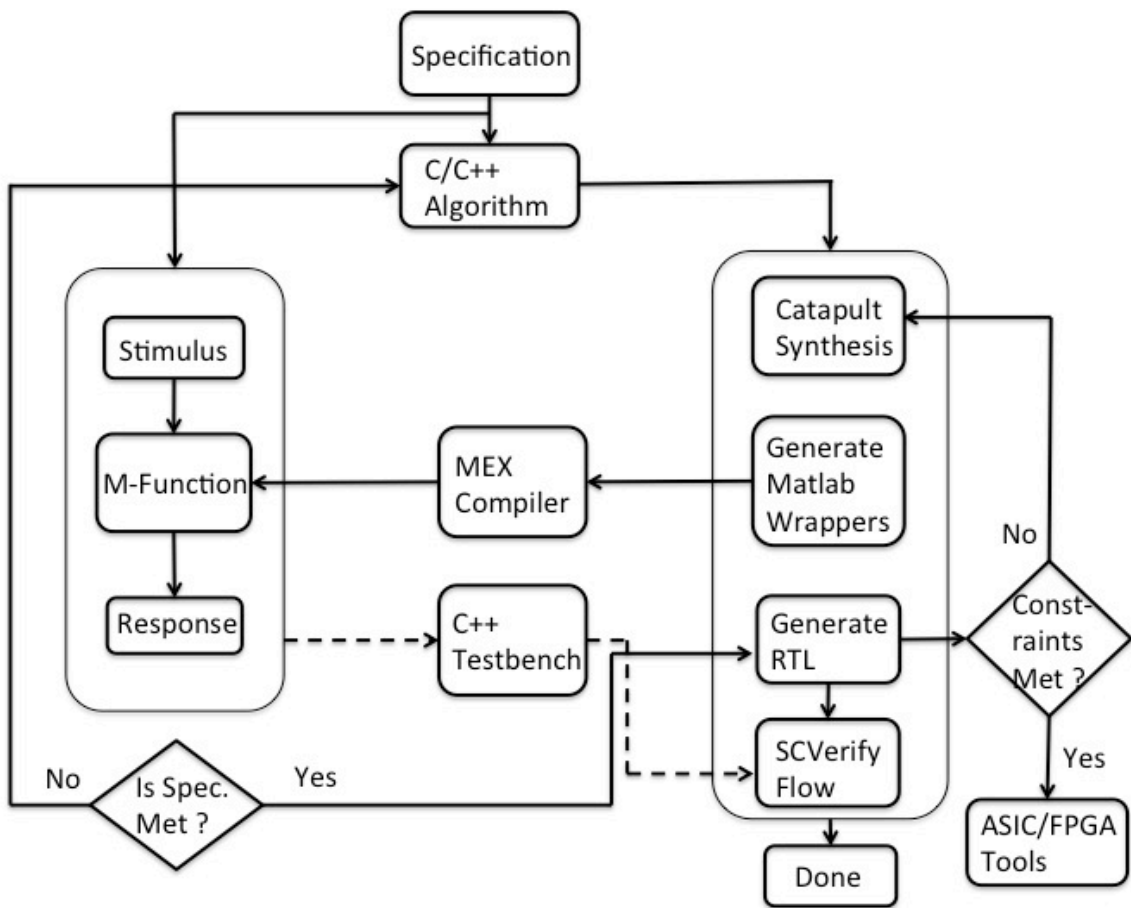 Specification
C/C++
Algorithm
Stimulus
M-Function
Response
MEX
Compiler
C++
Testbench
Catapult
Synthesis
Generate
Matlab
Wrappers
Generate
RTL
SCVerify
Flow
Done
No
Const-
raints
Met ?
Yes
ASIC/FPGA
Tools
No
Is Spec.
Met ?
Yes